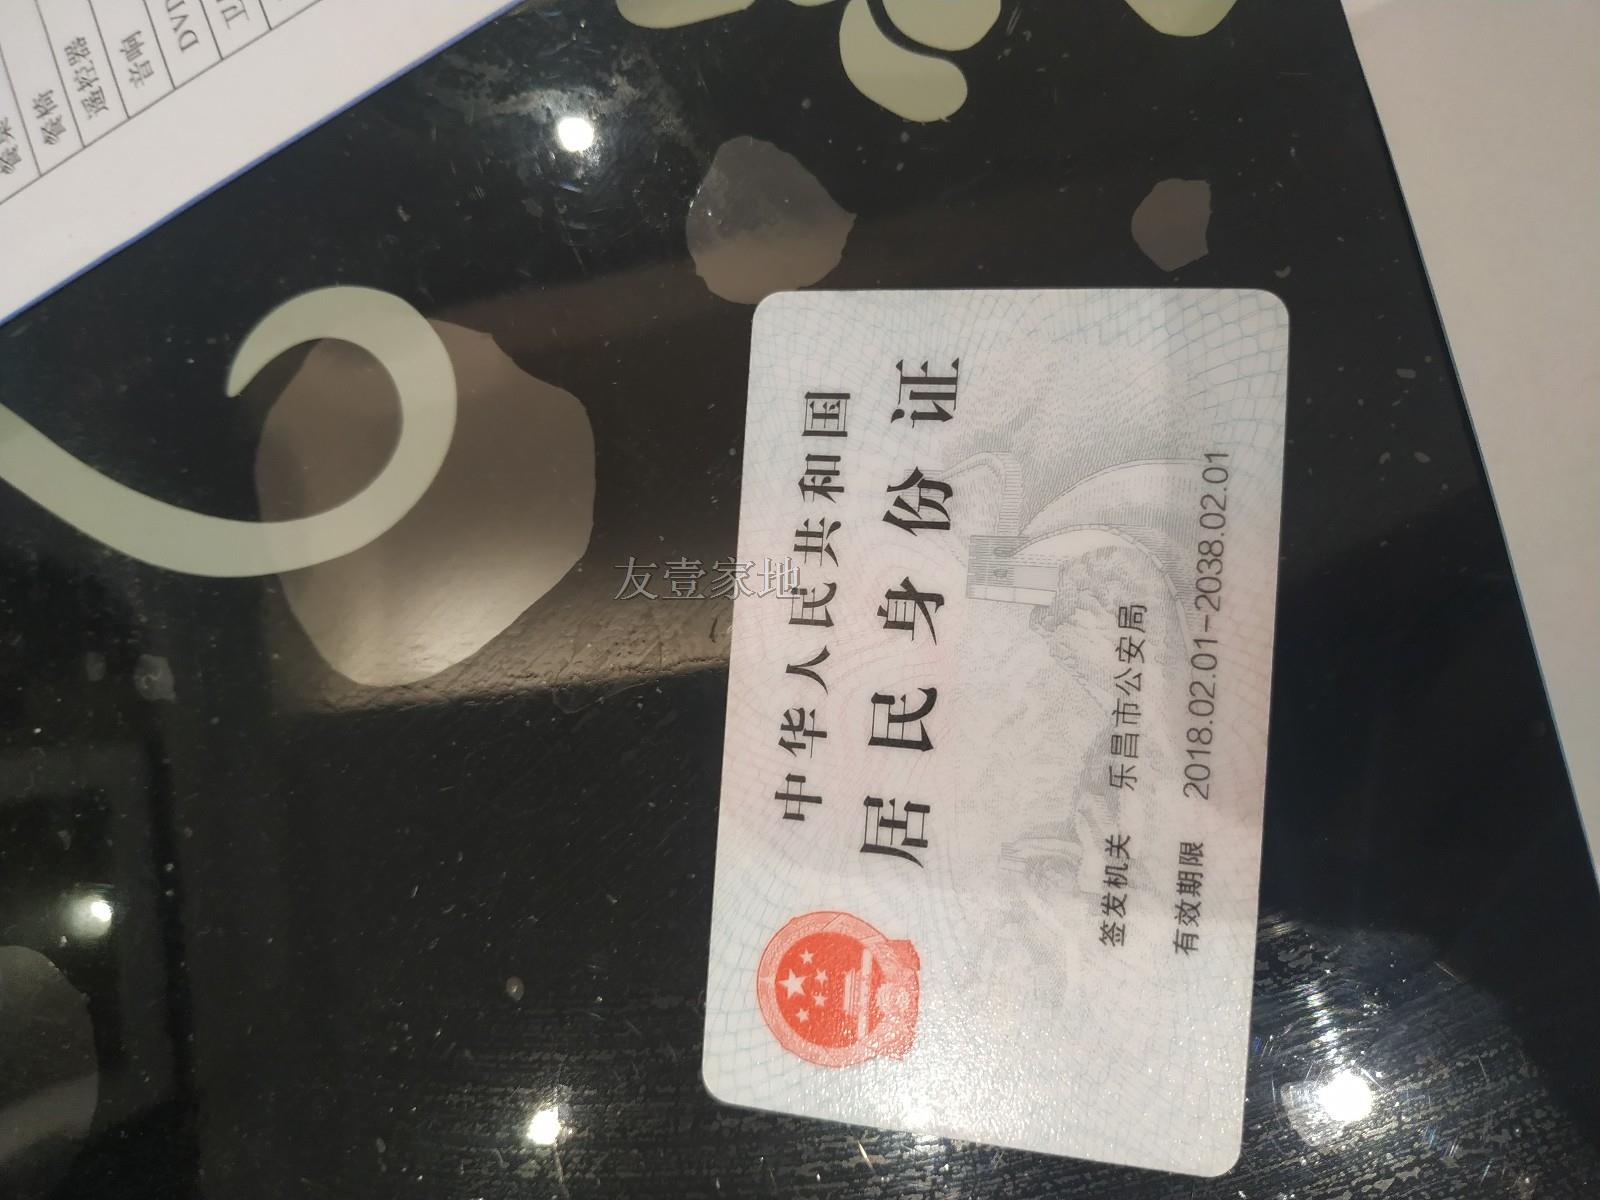 中华人民共和国
居民身份证
签发机关 乐昌市公安局
有效期限 2018.02.01-2038.02.01
友壹家地
餐椅
遥控器
音响
DVD